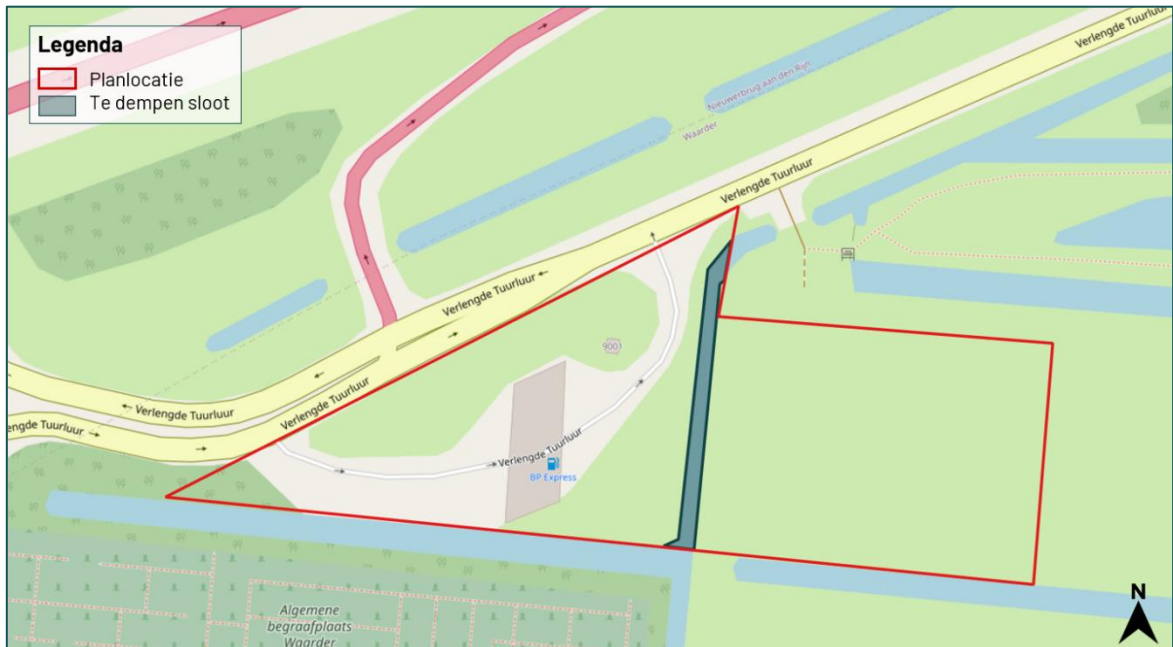 Legenda
Planlocatie
Te dempen sloot
Verlengde Tuurluur
Nieuwerbrug aan den Rijn
Waarder
Verlengde Tuurluur
Verlengde Tuurluur
9001
Verlengde Tuurluur
Verlengde Tuurluur
engde Tuurluur
Verlengde Tuurluur
BP Express
Algemene
begraafplaats
Waarder
N